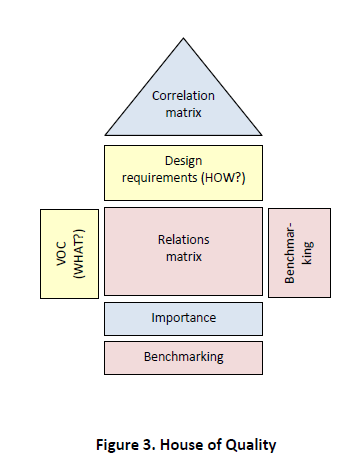 Correlation
matrix
Design
requirements (HOW?)
VOC
(WHAT?)
Relations
matrix
Benchmar-
king
Importance
Benchmarking
Figure 3. House of Quality